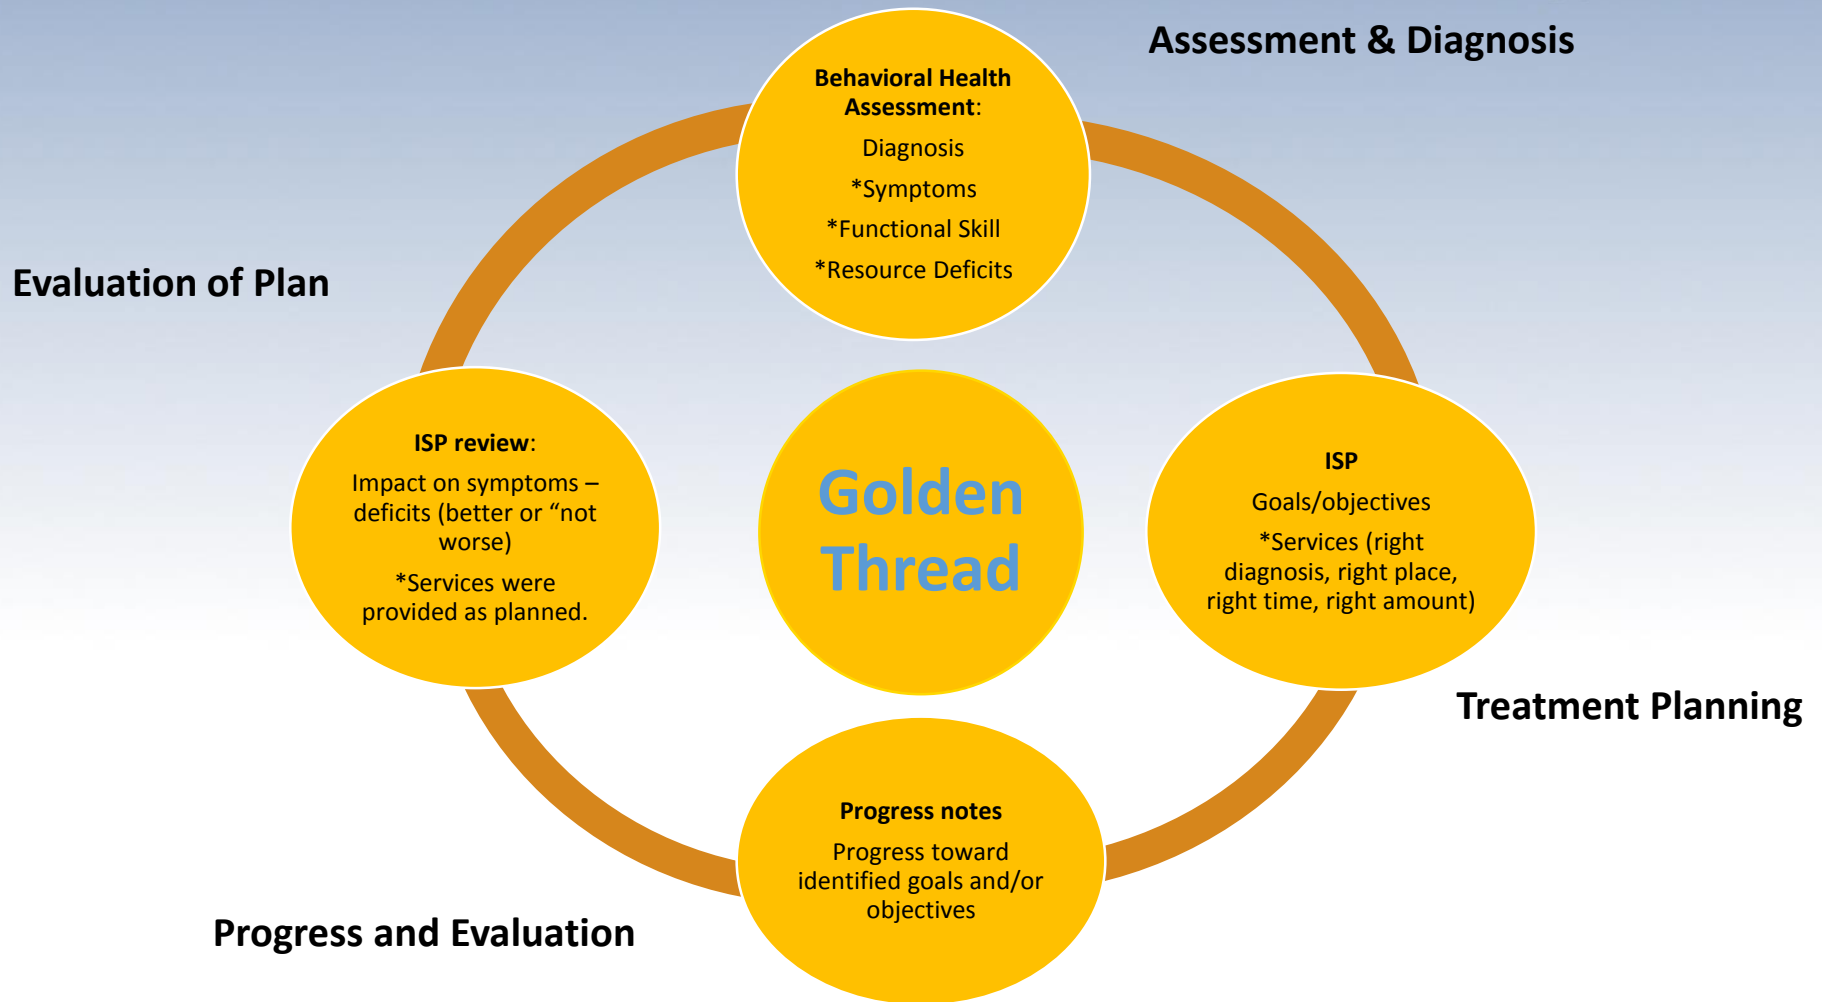 Assessment & Diagnosis
Behavioral Health
Assessment:
Diagnosis
*Symptoms
*Functional Skill
*Resource Deficits
Evaluation of Plan
ISP review:
Impact on symptoms –
deficits (better or “not
worse)
*Services were
provided as planned.
Golden
Thread
ISP
Goals/objectives
*Services (right
diagnosis, right place,
right time, right amount)
Treatment Planning
Progress notes
Progress toward
identified goals and/or
objectives
Progress and Evaluation